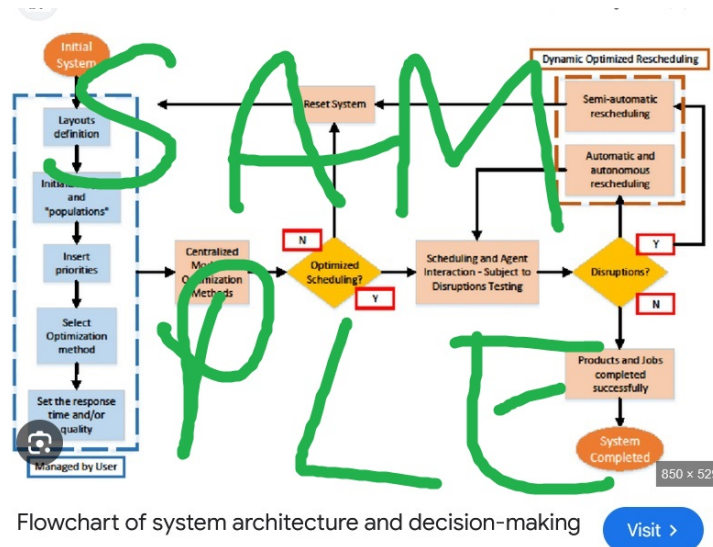 Initial
System
Dynamic Optimized Rescheduling
Layouts
definition
Reset System
Semi-automatic
rescheduling
and
"populations"
Automatic and
autonomous
rescheduling
Insert
priorities
Centralized
Optimization
Methods
N
Optimized
Scheduling?
Y
Scheduling and Agent
Interaction - Subject to
Disruptions Testing
Disruptions?
Y
N
Select
Optimization
method
Set the response
time and/or
quality
Managed by User
Products and Jobs
completed
successfully
System
Completed
SAM
PLE
850 × 529
Flowchart of system architecture and decision-making
Visit >